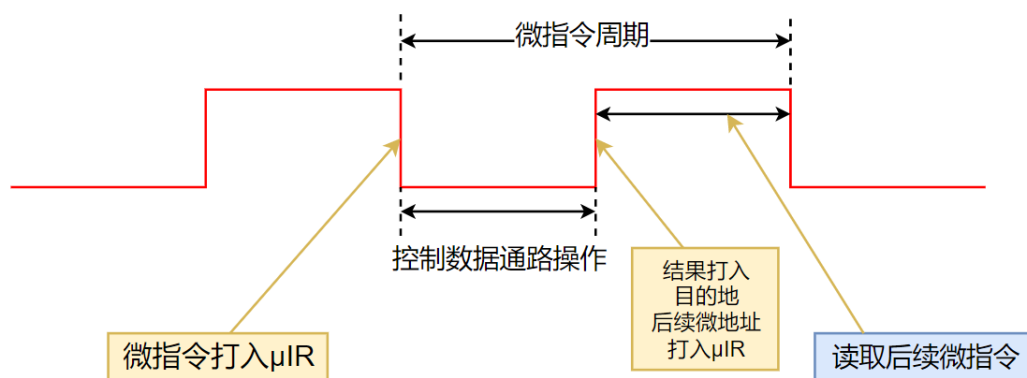 微指令周期
控制数据通路操作
微指令打入μIR
结果打入
目的地
后续微地址
打入μIR
读取后续微指令